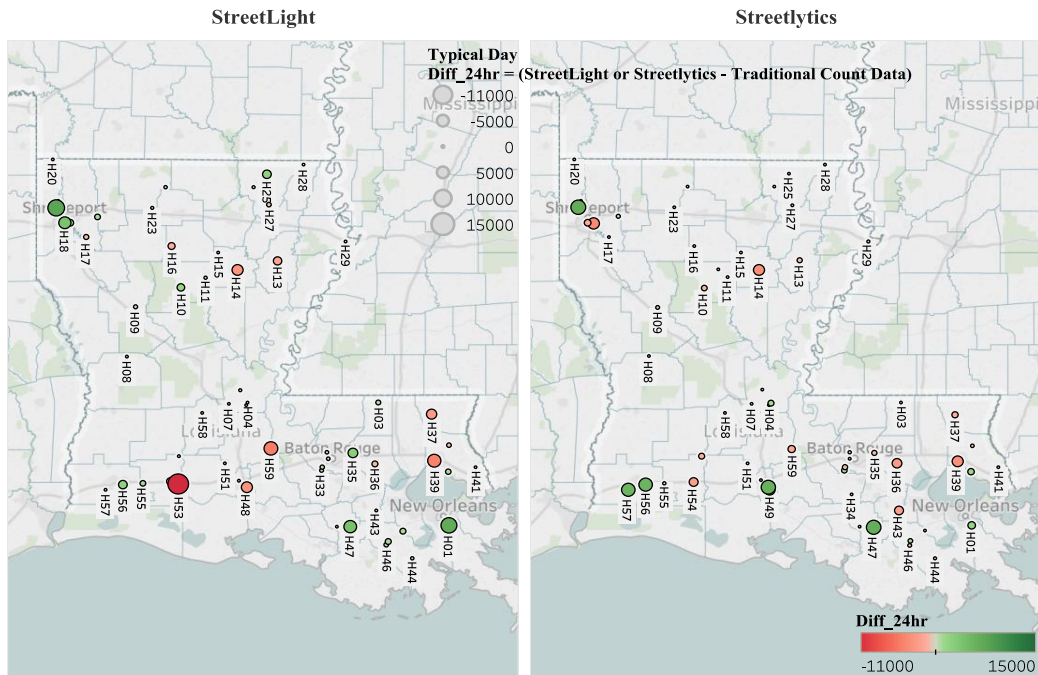 StreetLight
Streetlytics
Typical Day
Diff_24hr = (StreetLight or Streetlytics - Traditional Count Data)
-11000
-5000
0
5000
10000
15000
Mississippi
H20
Shreveport
H18
H17
H23
H25
H27
H28
H16
H15
H14
H13
H29
H11
H10
H09
H08
H04
H07
H58
Louisiana
H03
H37
H59
Baton Rouge
H33
H35
H36
H39
H41
H51
H48
H53
H55
H56
H57
New Orleans
H43
H47
H46
H44
H01
Mississippi
H20
Shreveport
H17
H23
H25
H27
H28
H16
H15
H14
H13
H29
H11
H10
H09
H08
H04
H07
H58
Louisiana
H03
H37
H59
Baton Rouge
H35
H36
H39
H41
H51
H49
H54
H55
H56
H57
H34
New Orleans
H43
H47
H46
H44
H01
Diff_24hr
-11000
15000